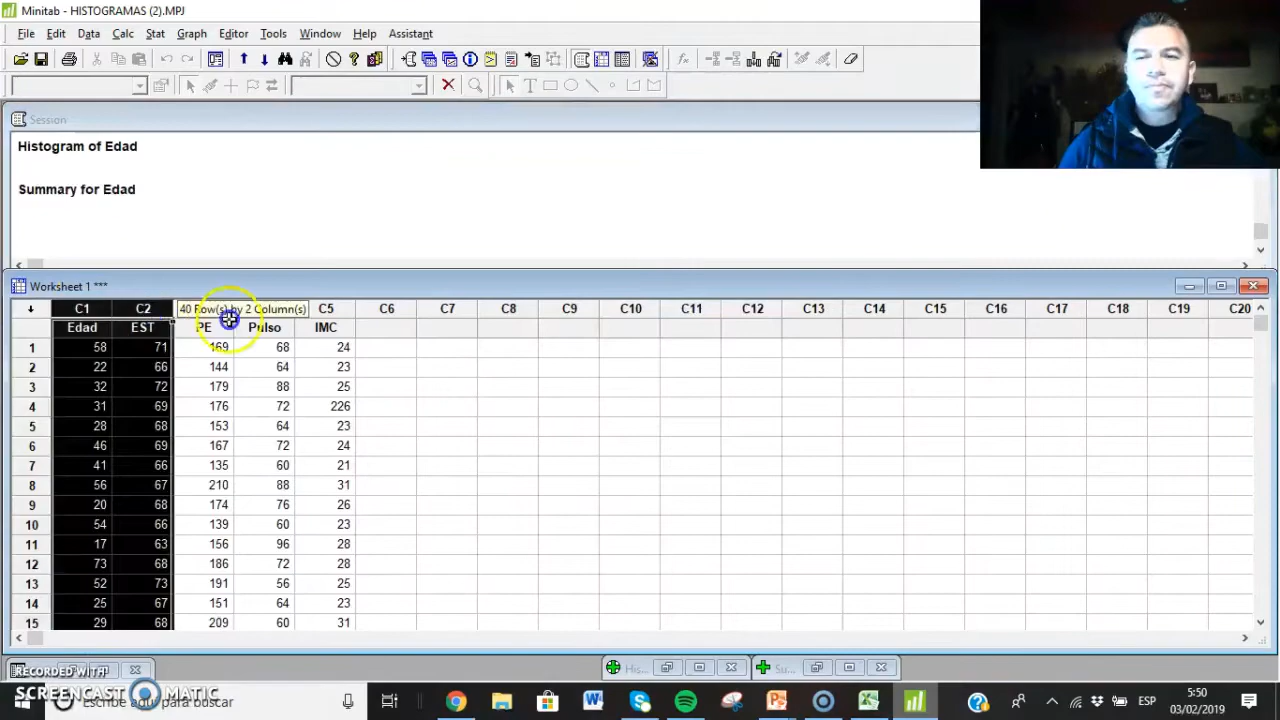 Minitab - HISTOGRAMAS (2).MPJ
File Edit Data Calc Stat Graph Editor Tools Window Help Assistant
Session
Histogram of Edad
Summary for Edad
Worksheet 1 ***
C1 C2 40 Row(s) by 2 Column(s) C5 C6 C7 C8 C9 C10 C11 C12 C13 C14 C15 C16 C17 C18 C19 C20
Edad EST PE Pulso IMC
1 58 71 169 68 24
2 22 66 144 64 23
3 32 72 179 88 25
4 31 69 176 72 226
5 28 68 153 64 23
6 46 69 167 72 24
7 41 66 135 60 21
8 56 67 210 88 31
9 20 68 174 76 26
10 54 66 139 60 23
11 17 63 156 96 28
12 73 68 186 72 28
13 52 73 191 56 25
14 25 67 151 64 23
15 29 68 209 60 31
His... Su...
RECORDED WITH
SCREENCAST MATIC
Escribe aquí para buscar
ESP
5:50
03/02/2019